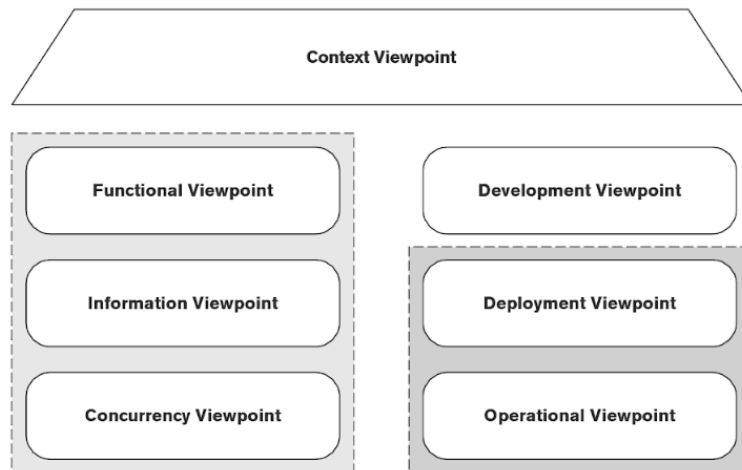 Context Viewpoint
Functional Viewpoint
Development Viewpoint
Information Viewpoint
Deployment Viewpoint
Concurrency Viewpoint
Operational Viewpoint